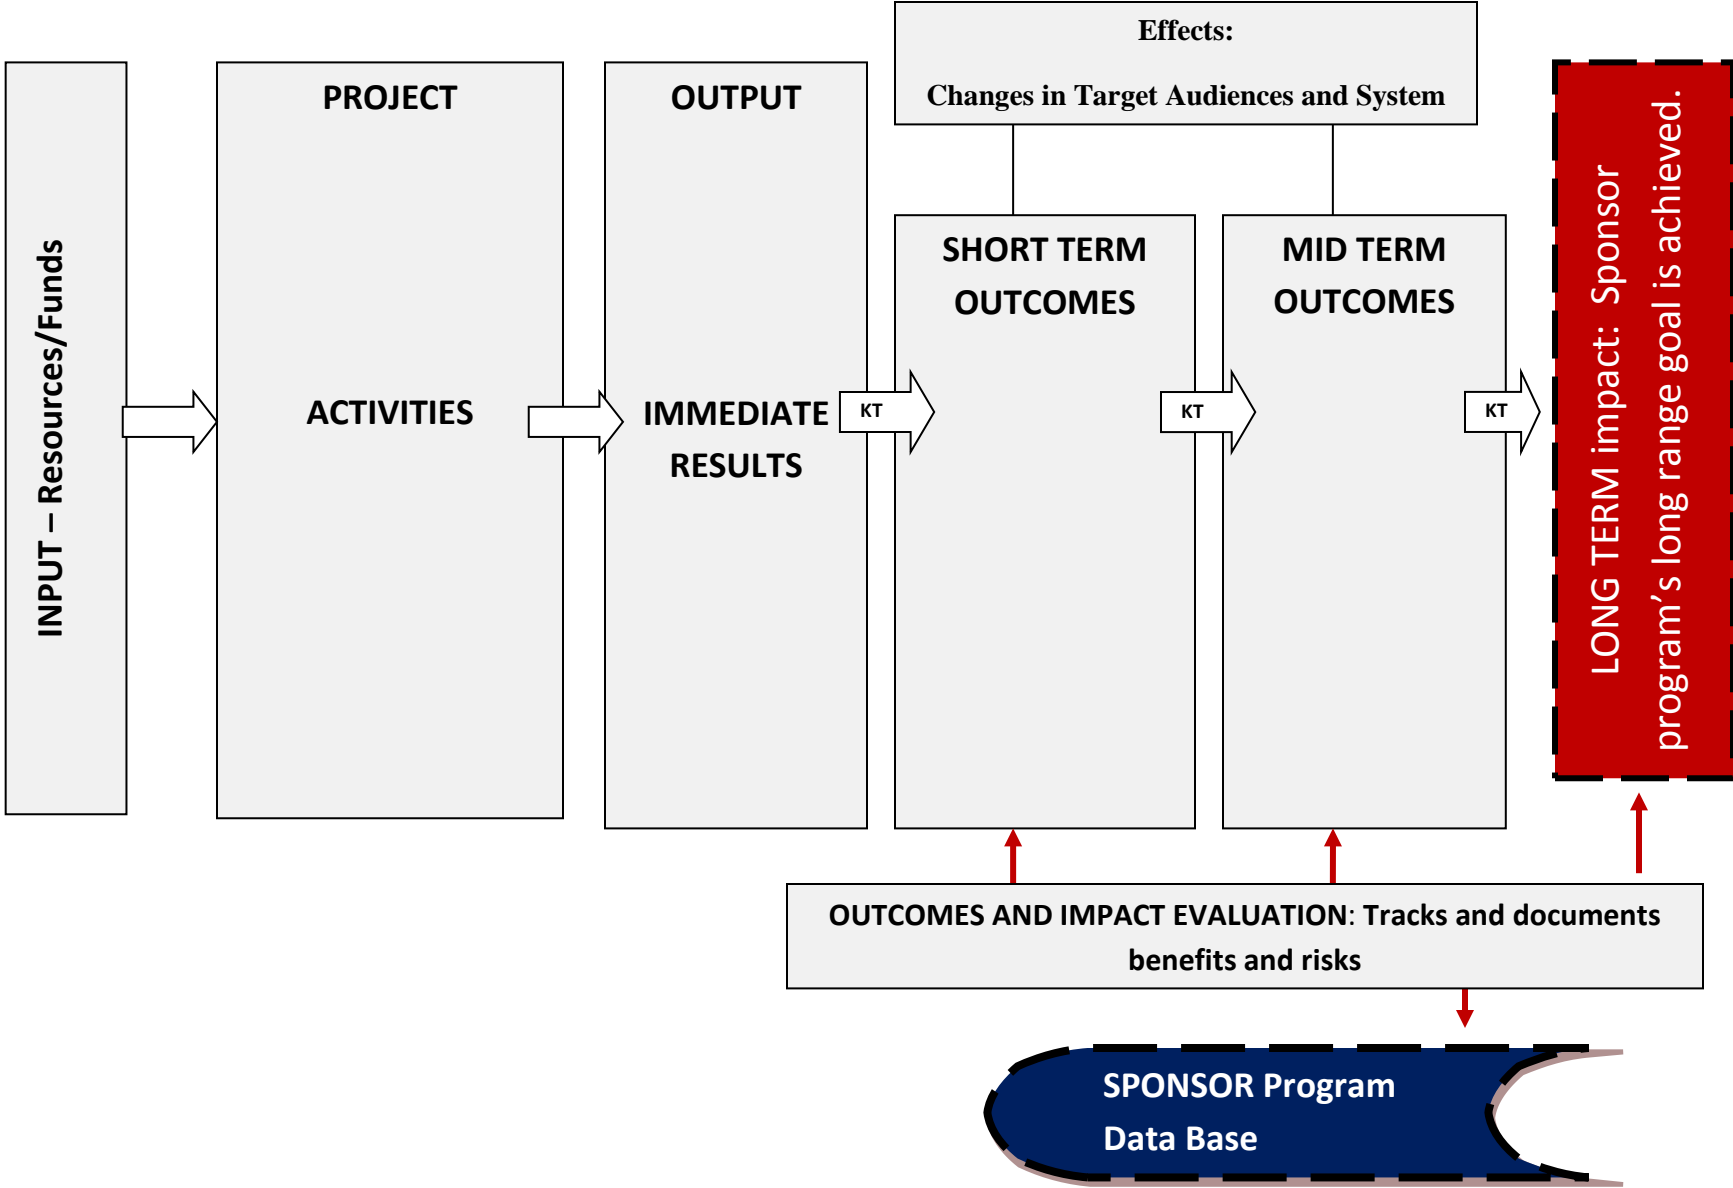 INPUT – Resources/Funds
PROJECT
ACTIVITIES
OUTPUT
IMMEDIATE
RESULTS
Effects:
Changes in Target Audiences and System
KT
SHORT TERM
OUTCOMES
KT
MID TERM
OUTCOMES
KT
LONG TERM impact:  Sponsor
program’s long range goal is achieved.
OUTCOMES AND IMPACT EVALUATION: Tracks and documents
benefits and risks
SPONSOR Program
Data Base